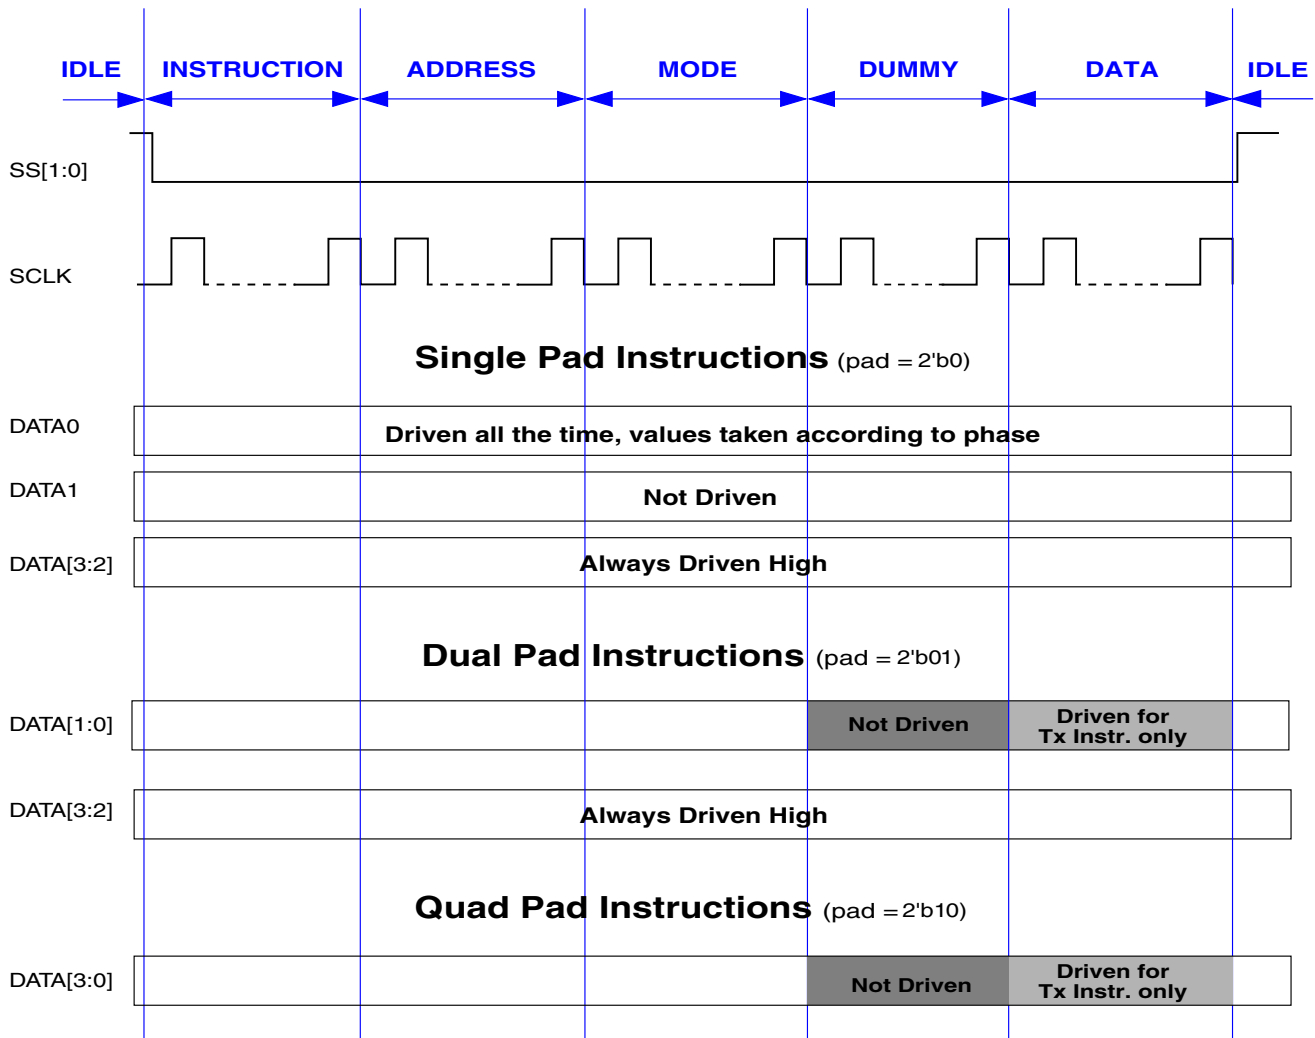 IDLE INSTRUCTION ADDRESS MODE DUMMY DATA IDLE
SS[1:0]
SCLK
Single Pad Instructions (pad = 2'b0)
DATA0 Driven all the time, values taken according to phase
DATA1 Not Driven
DATA[3:2] Always Driven High
Dual Pad Instructions (pad = 2'b01)
DATA[1:0] Not Driven Driven for
Tx Instr. only
DATA[3:2] Always Driven High
Quad Pad Instructions (pad = 2'b10)
DATA[3:0] Not Driven Driven for
Tx Instr. only